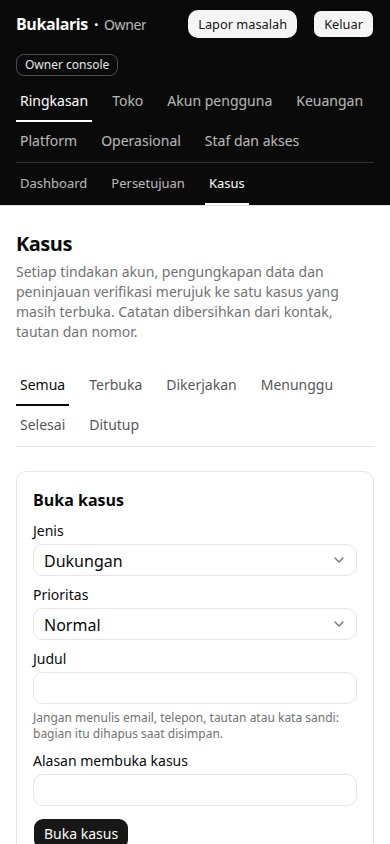 Bukalaris • Owner
Lapor masalah
Keluar
Owner console
Ringkasan Toko Akun pengguna Keuangan
Platform Operasional Staf dan akses
Dashboard Persetujuan Kasus
Kasus
Setiap tindakan akun, pengungkapan data dan
peninjauan verifikasi merujuk ke satu kasus yang
masih terbuka. Catatan dibersihkan dari kontak,
tautan dan nomor.
Semua Terbuka Dikerjakan Menunggu
Selesai Ditutup
Buka kasus
Jenis
Dukungan
Prioritas
Normal
Judul
Jangan menulis email, telepon, tautan atau kata sandi:
bagian itu dihapus saat disimpan.
Alasan membuka kasus
Buka kasus